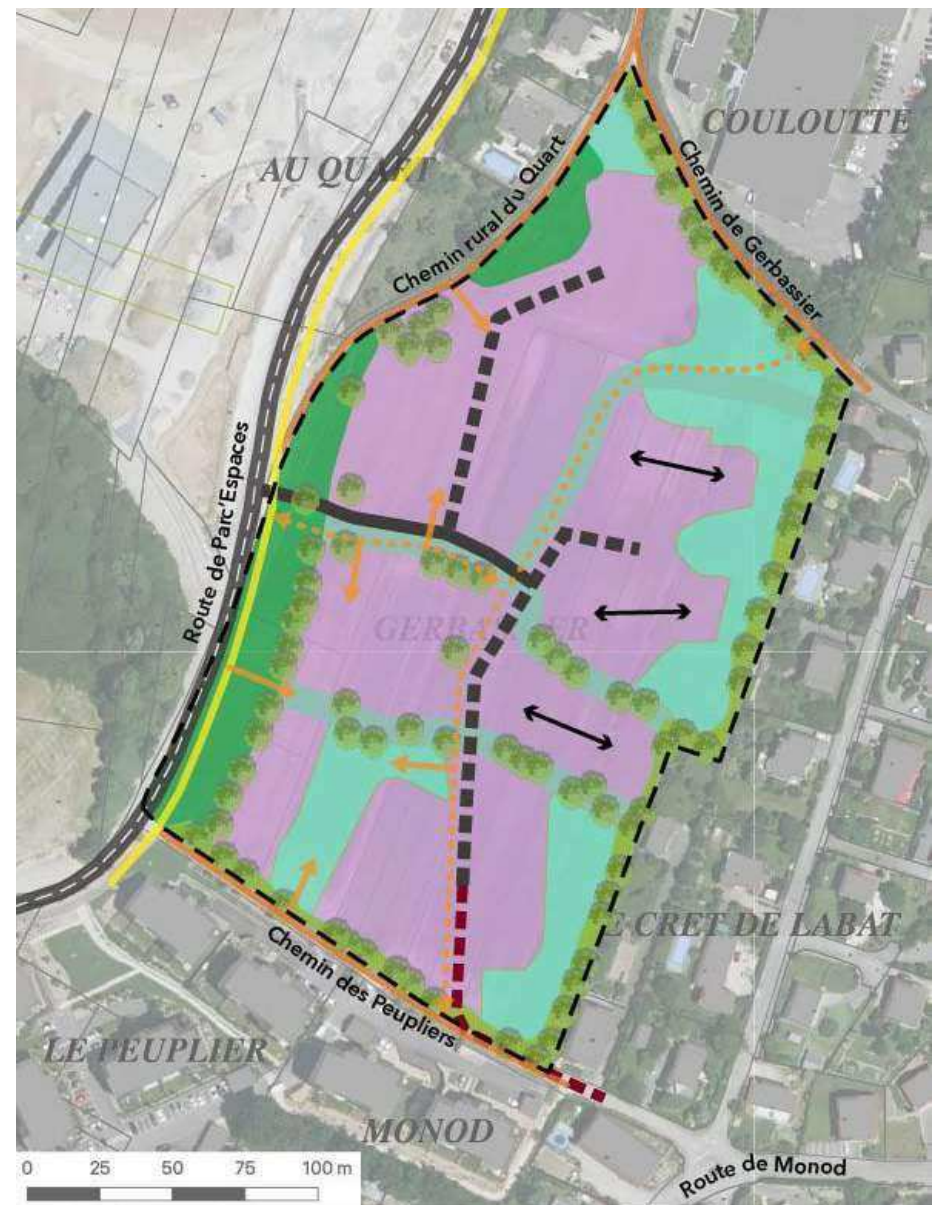 COULOUTTE
AU QUART
Chemin rural du Quart
Chemin de Gerbassier
Route de Parc'Espaces
GERBASSIER
E CRET DE LABAT
Chemin des Peupliers
LE PEUPLIER
MONOD
Route de Monod
0 25 50 75 100 m